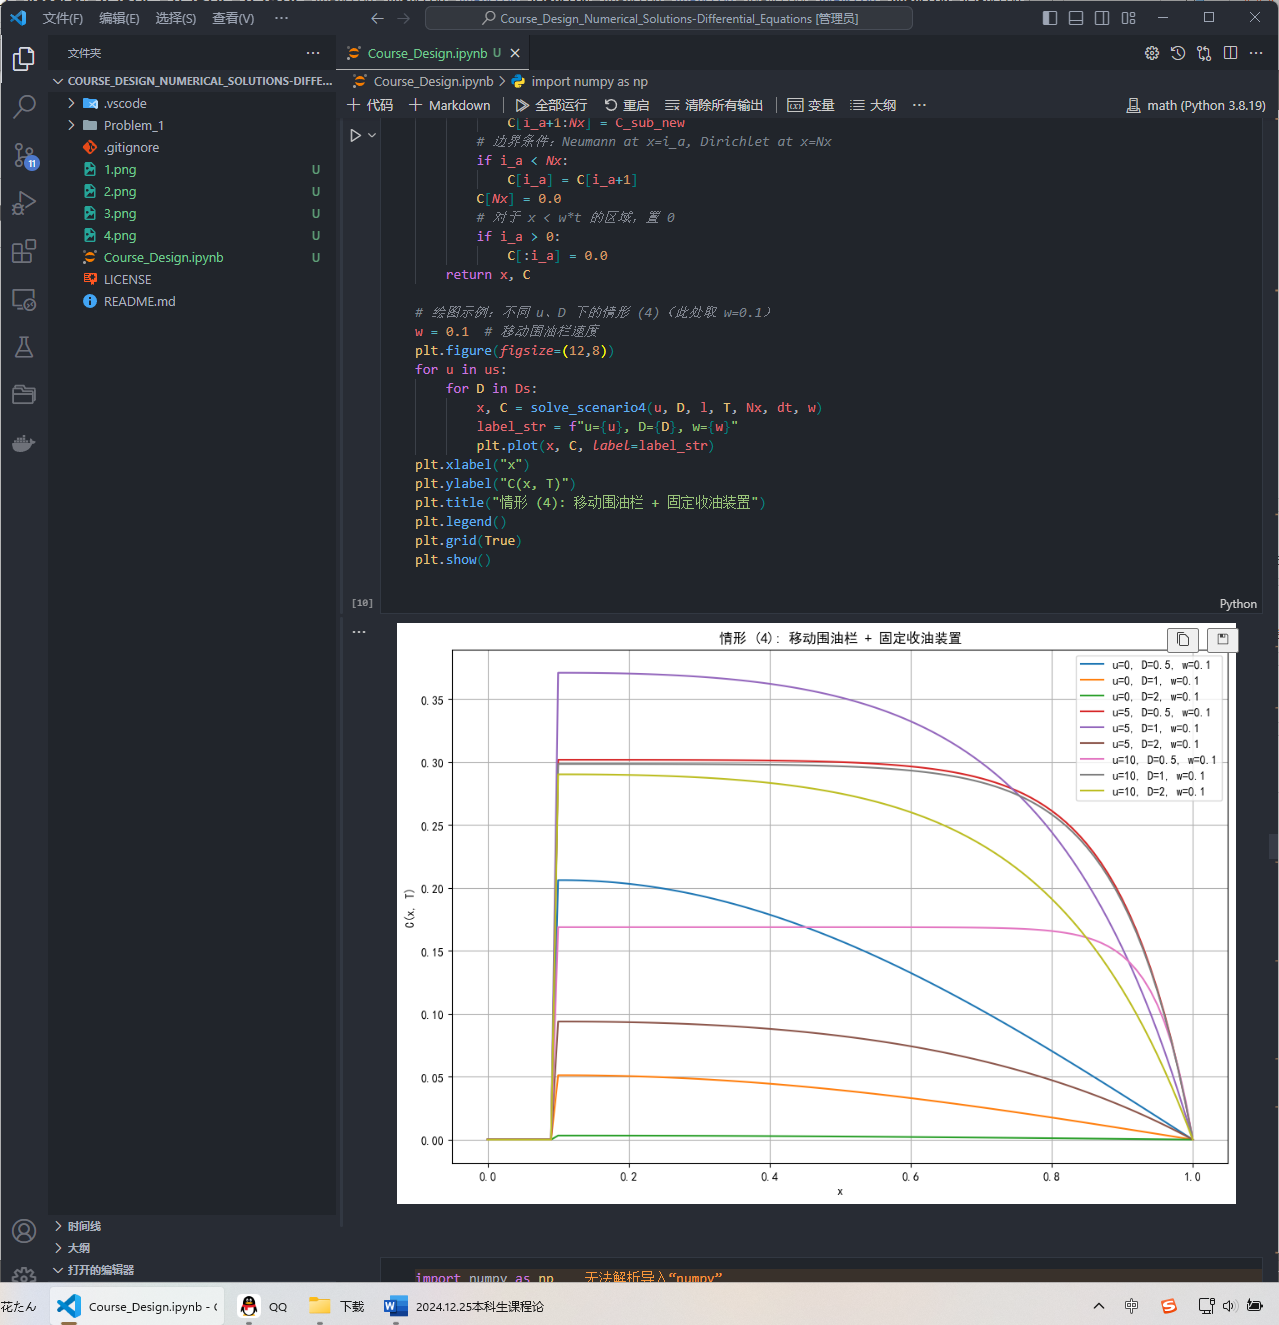 文件(F) 编辑(E) 选择(S) 查看(V) ··· Course_Design_Numerical_Solutions-Differential_Equations [管理员]
文件夹 ···
COURSE_DESIGN_NUMERICAL_SOLUTIONS-DIFFE...
.vscode
Problem_1
.gitignore
1.png U
2.png U
3.png U
4.png U
Course_Design.ipynb U
LICENSE
README.md
11
时间线
大纲
打开的编辑器
Course_Design.ipynb U
Course_Design.ipynb > import numpy as np
代码 Markdown 全部运行 重启 清除所有输出 变量 大纲 ··· math (Python 3.8.19)
C[i_a+1:Nx] = C_sub_new
# 边界条件：Neumann at x=i_a, Dirichlet at x=Nx
if i_a < Nx:
C[i_a] = C[i_a+1]
C[Nx] = 0.0
# 对于 x < w*t 的区域，置 0
if i_a > 0:
C[:i_a] = 0.0
return x, C
# 绘图示例：不同 u、D 下的情形 (4)（此处取 w=0.1）
w = 0.1  # 移动围油栏速度
plt.figure(figsize=(12,8))
for u in us:
for D in Ds:
x, C = solve_scenario4(u, D, l, T, Nx, dt, w)
label_str = f"u={u}, D={D}, w={w}"
plt.plot(x, C, label=label_str)
plt.xlabel("x")
plt.ylabel("C(x, T)")
plt.title("情形 (4): 移动围油栏 + 固定收油装置")
plt.legend()
plt.grid(True)
plt.show()
[10]
Python
情形 (4): 移动围油栏 + 固定收油装置
u=0, D=0.5, w=0.1
u=0, D=1, w=0.1
u=0, D=2, w=0.1
u=5, D=0.5, w=0.1
u=5, D=1, w=0.1
u=5, D=2, w=0.1
u=10, D=0.5, w=0.1
u=10, D=1, w=0.1
u=10, D=2, w=0.1
0.35
0.30
0.25
0.20
0.15
0.10
0.05
0.00
C(x, T)
0.0 0.2 0.4 0.6 0.8 1.0
x
import numpy as np 无法解析导入“numpy”
花たん Course_Design.ipynb - C QQ 下载 2024.12.25本科生课程论 中